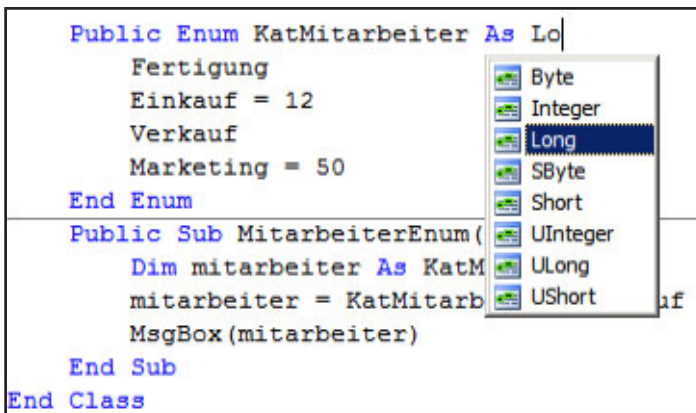 Public Enum KatMitarbeiter As Lo
Fertigung
Einkauf = 12
Verkauf
Marketing = 50
End Enum
Public Sub MitarbeiterEnum(
Dim mitarbeiter As KatM
mitarbeiter = KatMitarb uf
MsgBox(mitarbeiter)
End Sub
End Class
Byte
Integer
Long
SByte
Short
UInteger
ULong
UShort